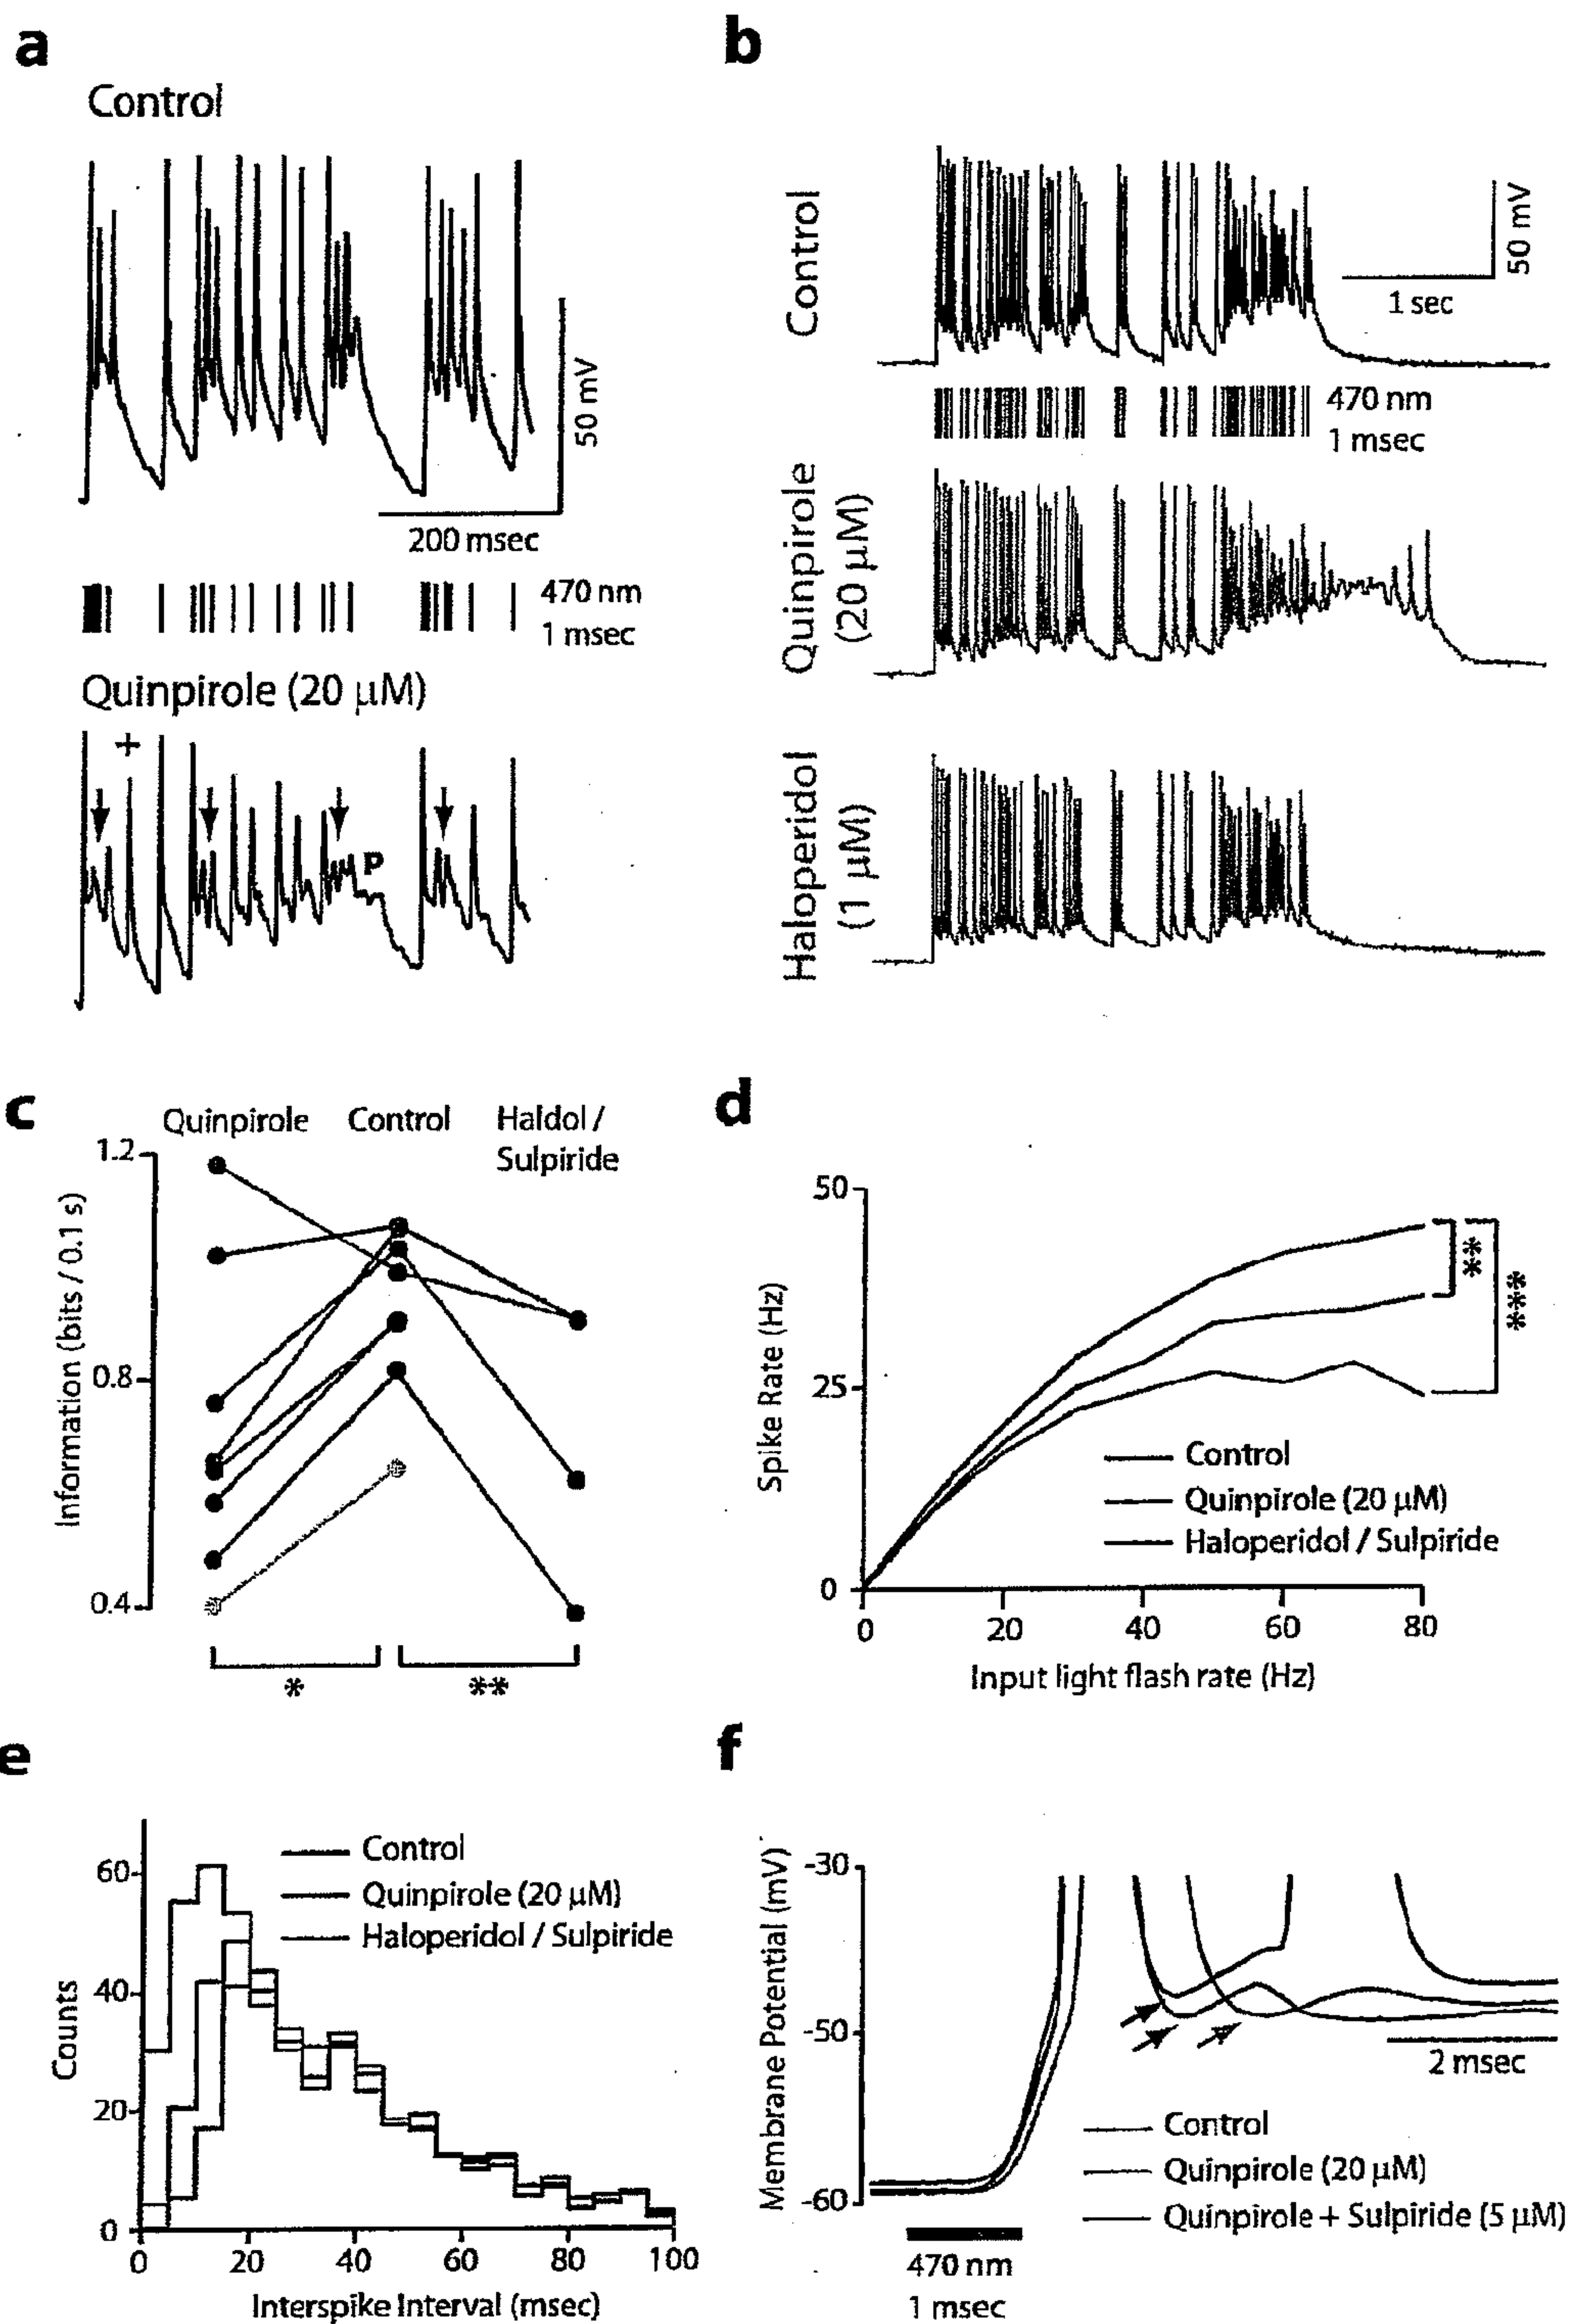 a
Control
50 mV
200 msec
470 nm
1 msec
Quinpirole (20 μM)
+
P
b
Control
50 mV
1 sec
470 nm
1 msec
Quinpirole
(20 μM)
Haloperidol
(1 μM)
c
Quinpirole
Control
Haldol /
Sulpiride
Information (bits / 0.1 s)
1.2
0.8
0.4
*
**
d
Spike Rate (Hz)
50
25
0
0 20 40 60 80
Input light flash rate (Hz)
**
***
Control
Quinpirole (20 μM)
Haloperidol / Sulpiride
e
Counts
60
40
20
0
0 20 40 60 80 100
Interspike Interval (msec)
Control
Quinpirole (20 μM)
Haloperidol / Sulpiride
f
Membrane Potential (mV)
-30
-50
-60
2 msec
Control
Quinpirole (20 μM)
Quinpirole + Sulpiride (5 μM)
470 nm
1 msec